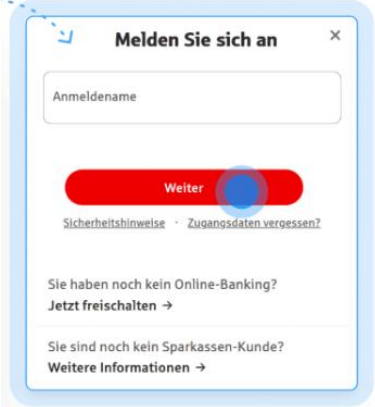 Melden Sie sich an
Anmeldename
Weiter
Sicherheitshinweise · Zugangsdaten vergessen?
Sie haben noch kein Online-Banking?
Jetzt freischalten →
Sie sind noch kein Sparkassen-Kunde?
Weitere Informationen →